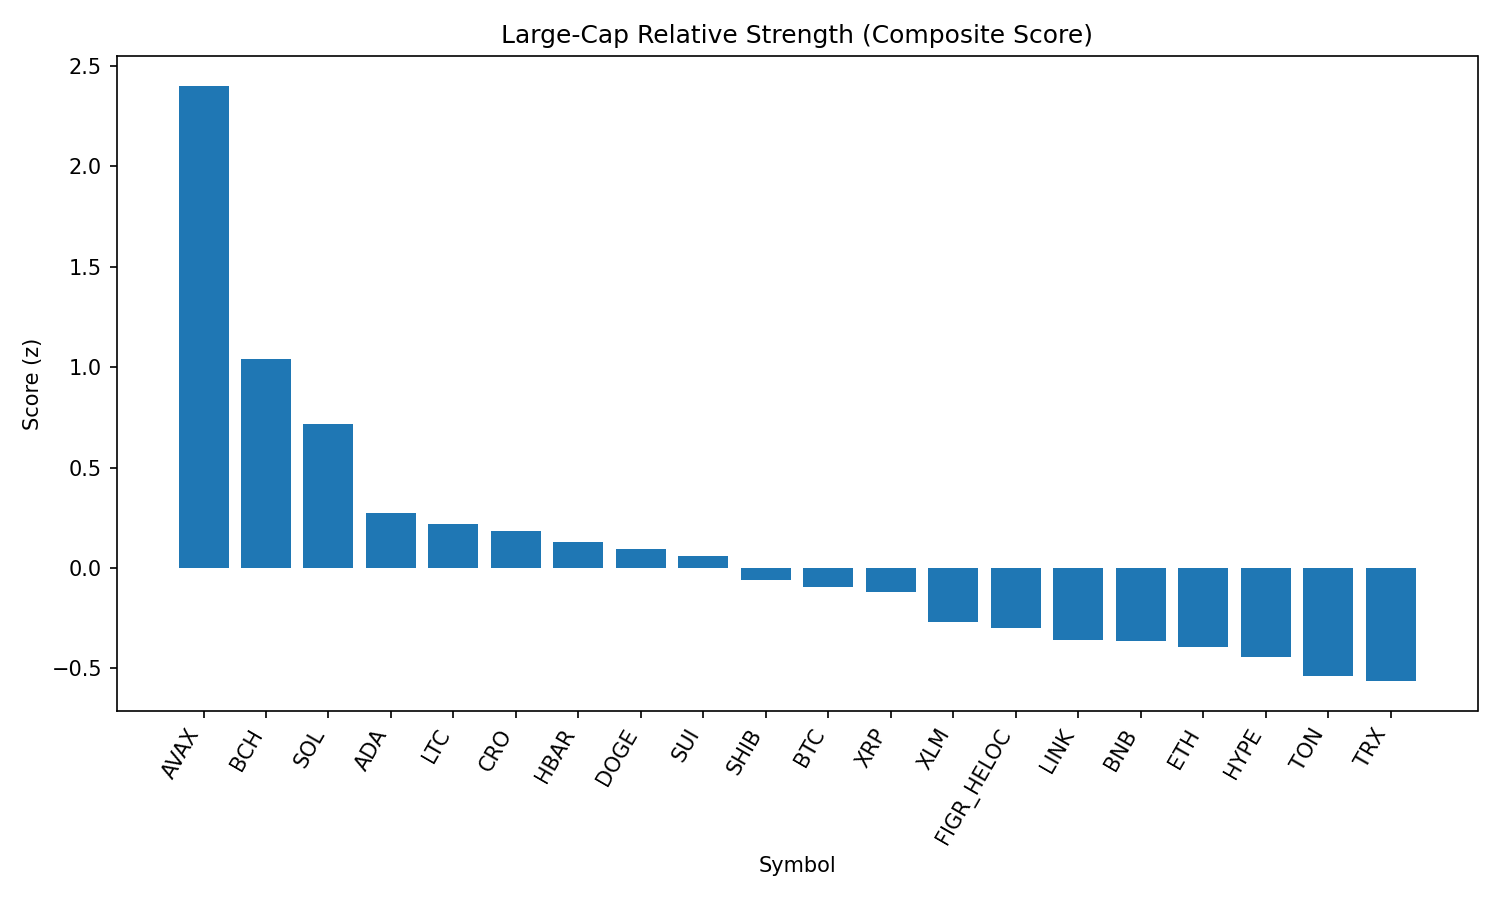 Large-Cap Relative Strength (Composite Score)
2.5
2.0
1.5
1.0
0.5
0.0
−0.5
Score (z)
AVAX
BCH
SOL
ADA
LTC
CRO
HBAR
DOGE
SUI
SHIB
BTC
XRP
XLM
FIGR_HELOC
LINK
BNB
ETH
HYPE
TON
TRX
Symbol